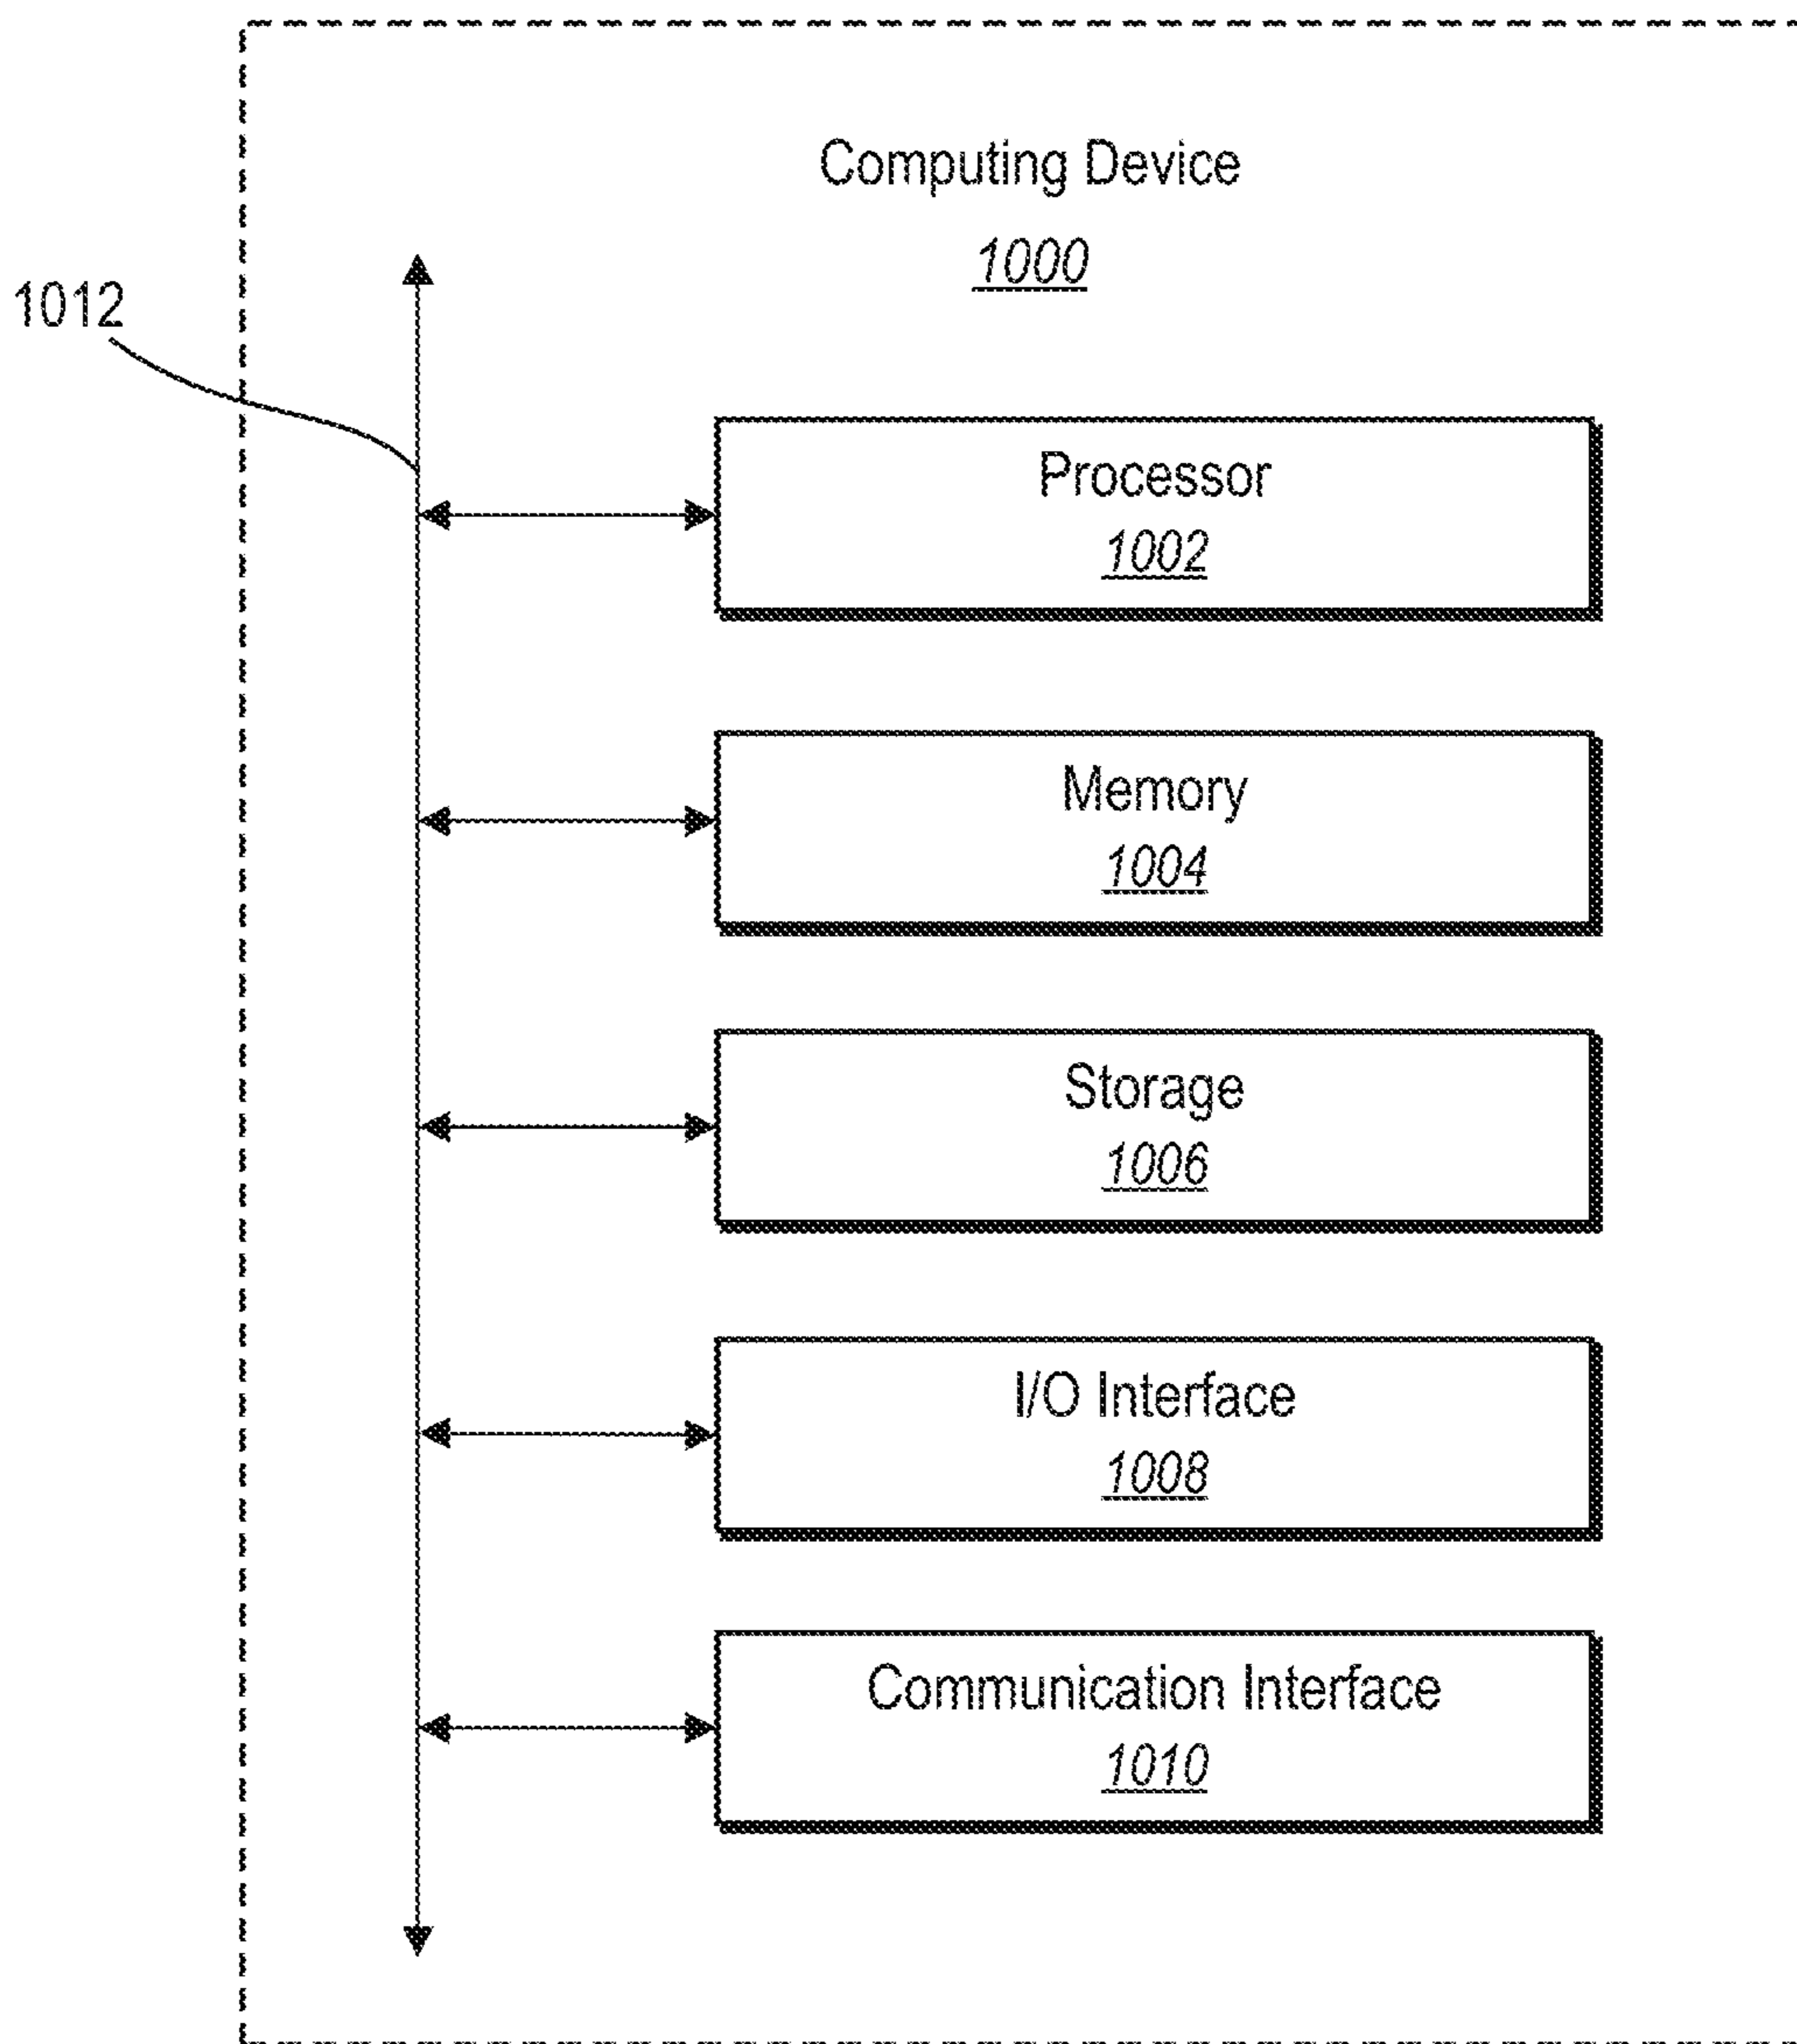 Computing Device
1000
1012
Processor
1002
Memory
1004
Storage
1006
I/O Interface
1008
Communication Interface
1010